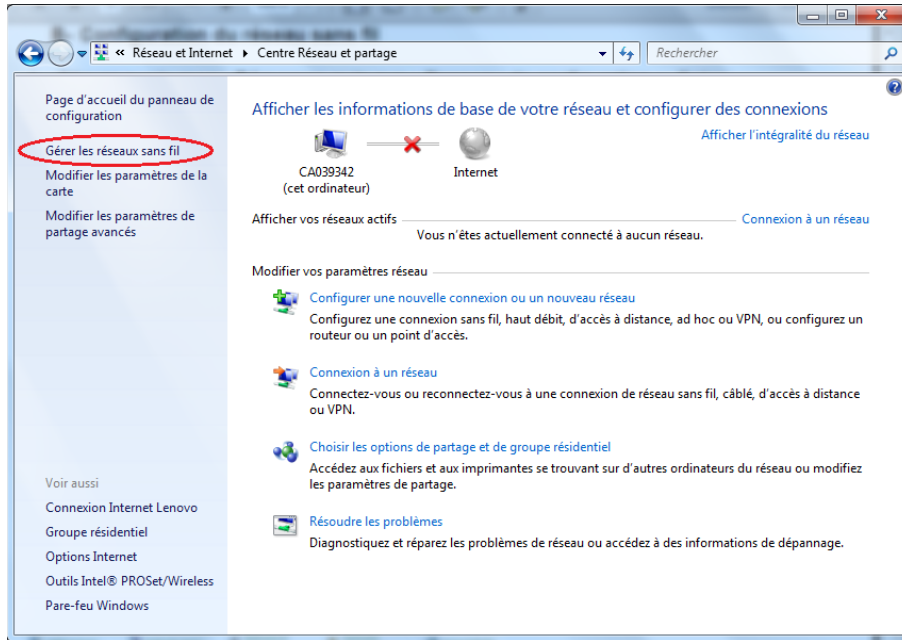 Configuration du réseau sans fil
« Réseau et Internet ▸ Centre Réseau et partage
Rechercher
Page d'accueil du panneau de
configuration
Gérer les réseaux sans fil
Modifier les paramètres de la
carte
Modifier les paramètres de
partage avancés
Voir aussi
Connexion Internet Lenovo
Groupe résidentiel
Options Internet
Outils Intel® PROSet/Wireless
Pare-feu Windows
Afficher les informations de base de votre réseau et configurer des connexions
Afficher l'intégralité du réseau
CA039342
(cet ordinateur)
Internet
Afficher vos réseaux actifs
Connexion à un réseau
Vous n'êtes actuellement connecté à aucun réseau.
Modifier vos paramètres réseau
Configurer une nouvelle connexion ou un nouveau réseau
Configurez une connexion sans fil, haut débit, d'accès à distance, ad hoc ou VPN, ou configurez un
routeur ou un point d'accès.
Connexion à un réseau
Connectez-vous ou reconnectez-vous à une connexion de réseau sans fil, câblé, d'accès à distance
ou VPN.
Choisir les options de partage et de groupe résidentiel
Accédez aux fichiers et aux imprimantes se trouvant sur d'autres ordinateurs du réseau ou modifiez
les paramètres de partage.
Résoudre les problèmes
Diagnostiquez et réparez les problèmes de réseau ou accédez à des informations de dépannage.